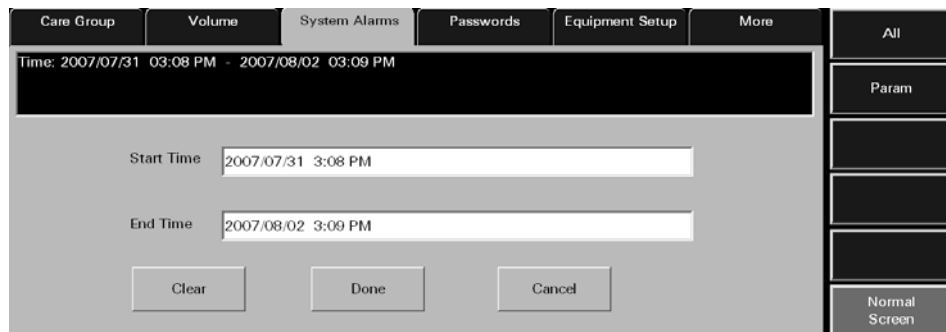 Care Group Volume System Alarms Passwords Equipment Setup More
All
Time: 2007/07/31 03:08 PM - 2007/08/02 03:09 PM
Param
Start Time 2007/07/31 3:08 PM
End Time 2007/08/02 3:09 PM
Clear Done Cancel
Normal
Screen